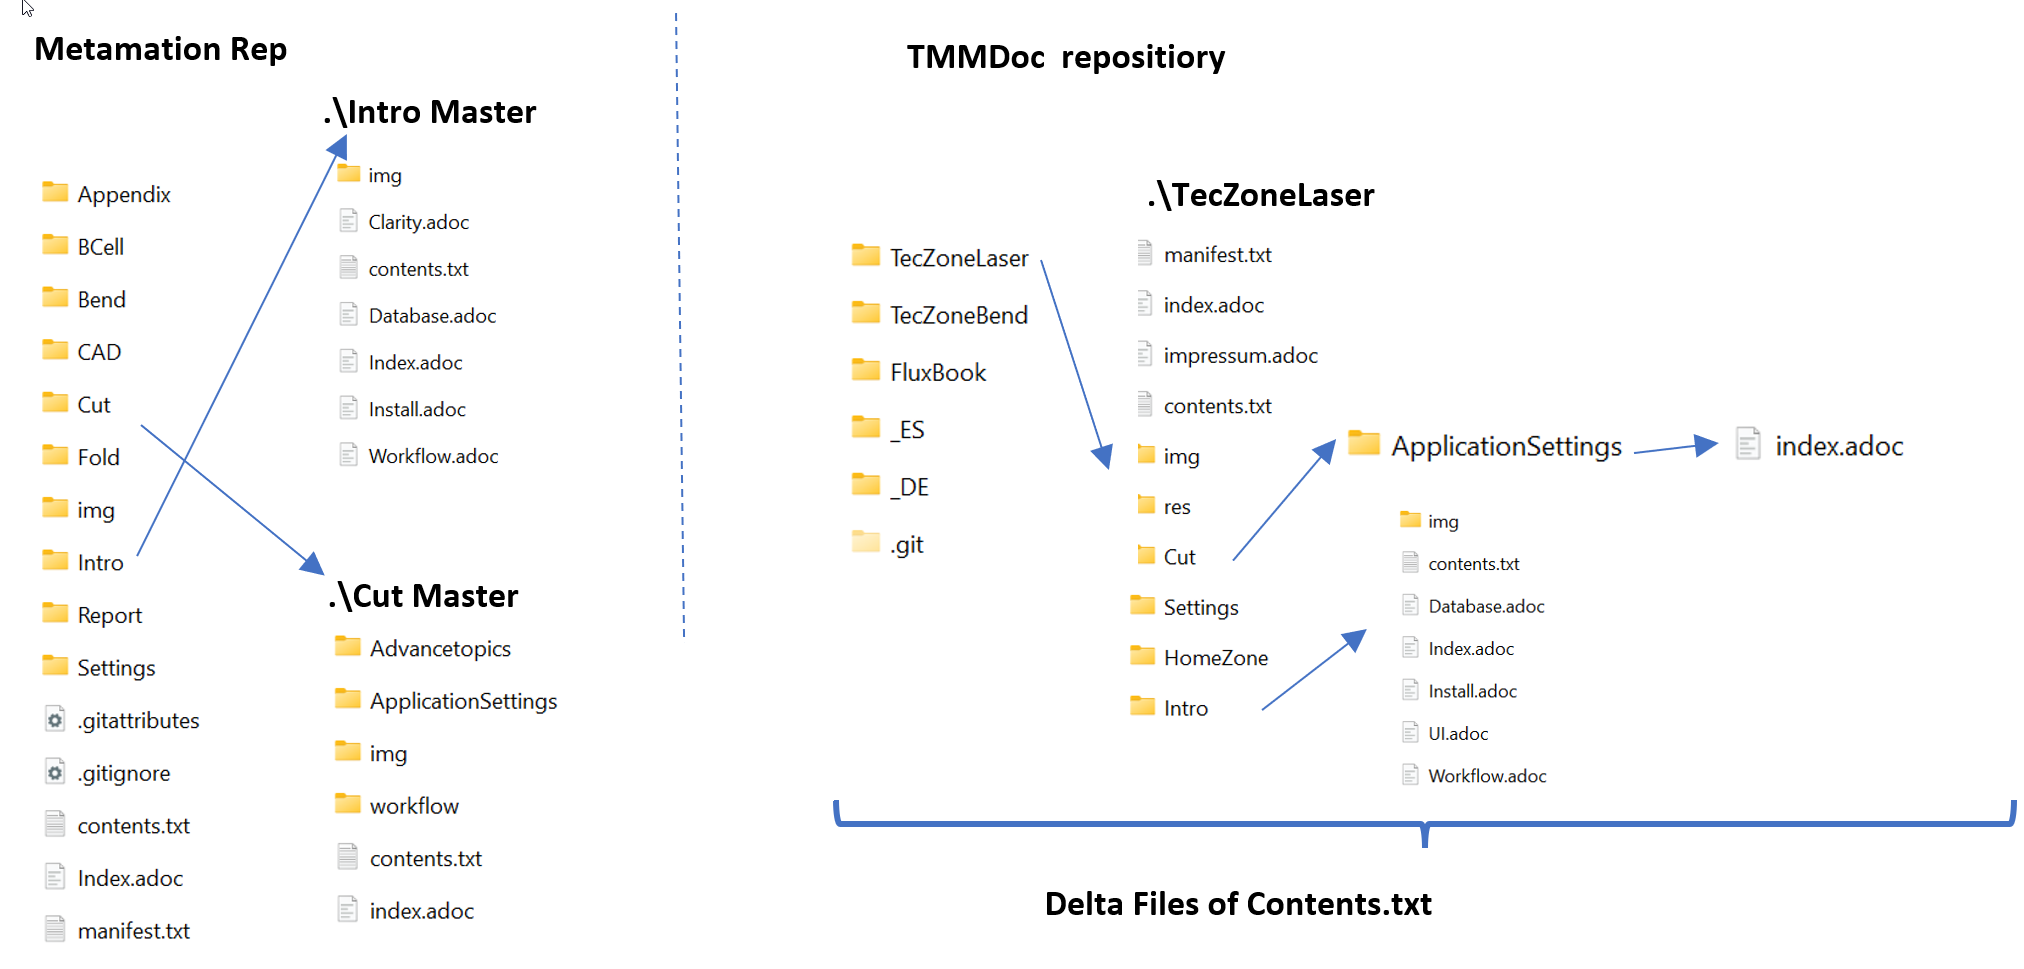 Metamation Rep
.\Intro Master
img
Clarity.adoc
contents.txt
Database.adoc
Index.adoc
Install.adoc
Workflow.adoc
Appendix
BCell
Bend
CAD
Cut
Fold
img
Intro
Report
Settings
.gitattributes
.gitignore
contents.txt
Index.adoc
manifest.txt
.\Cut Master
Advancetopics
ApplicationSettings
img
workflow
contents.txt
index.adoc
TMMDoc repositiory
TecZoneLaser
TecZoneBend
FluxBook
_ES
_DE
.git
.\TecZoneLaser
manifest.txt
index.adoc
impressum.adoc
contents.txt
img
res
Cut
Settings
HomeZone
Intro
ApplicationSettings
index.adoc
img
contents.txt
Database.adoc
Index.adoc
Install.adoc
UI.adoc
Workflow.adoc
Delta Files of Contents.txt